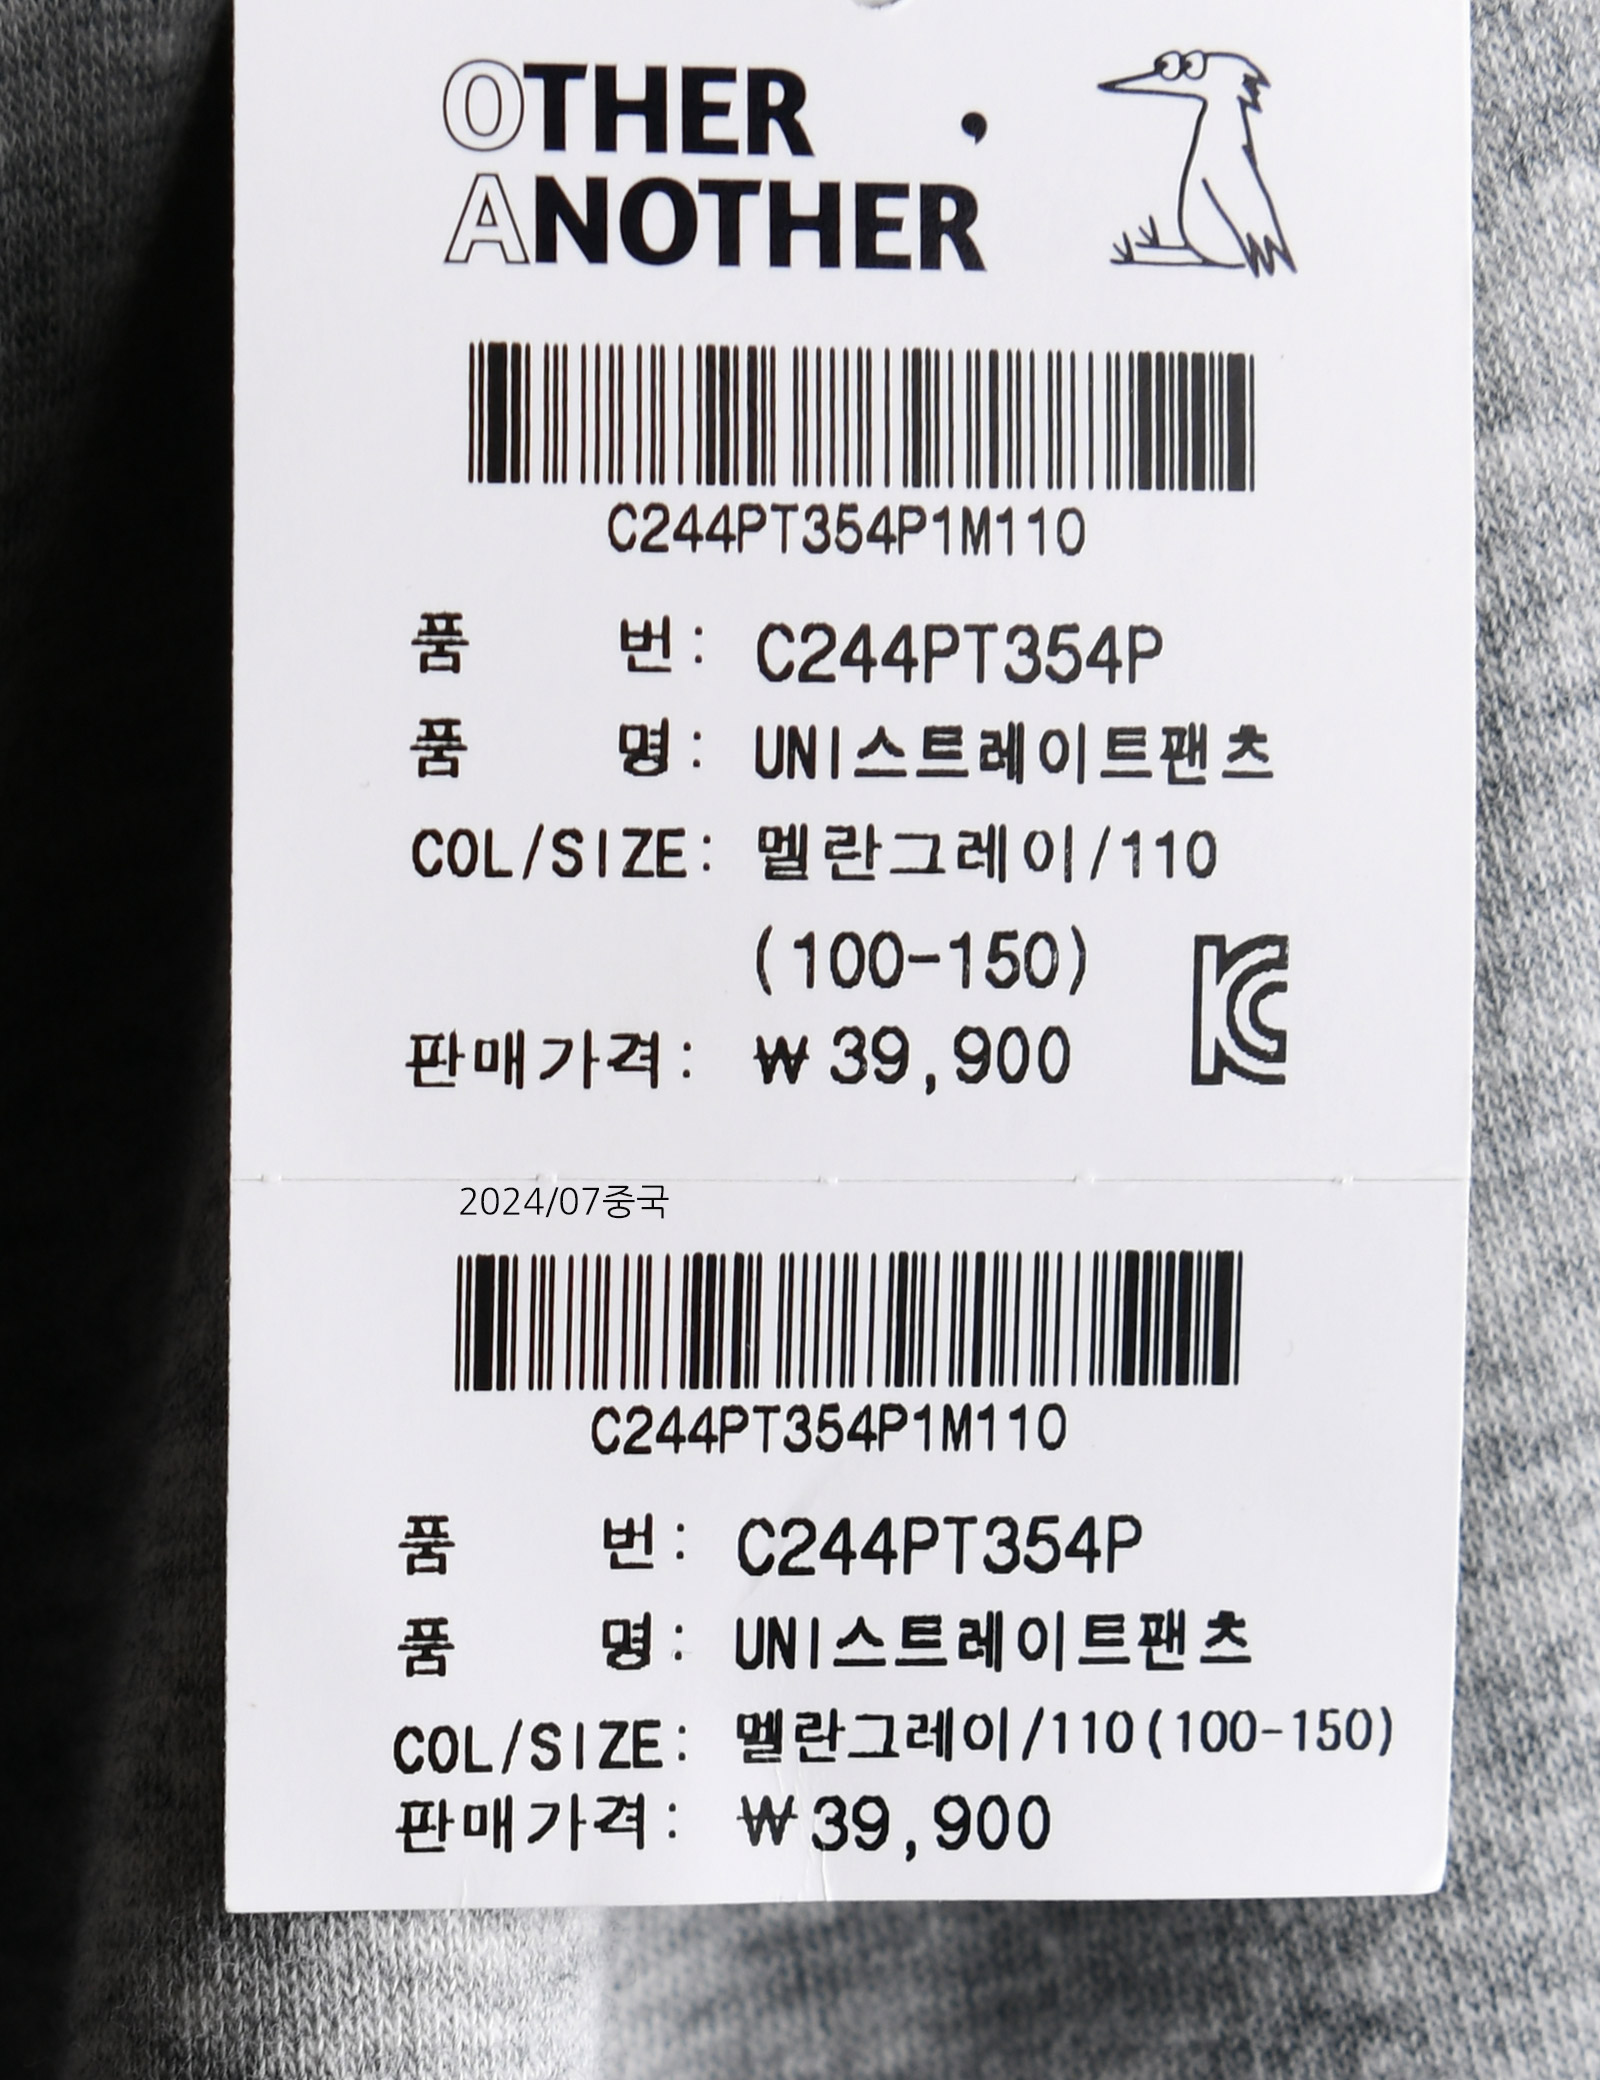 OTHER,
ANOTHER
C244PT354P1M110
품 번: C244PT354P
품 명: UNI스트레이트팬츠
COL/SIZE: 멜란그레이/110
(100-150)
KC
판매가격: ₩39,900
2024/07중국
C244PT354P1M110
품 번: C244PT354P
품 명: UNI스트레이트팬츠
COL/SIZE: 멜란그레이/110(100-150)
판매가격: ₩39,900